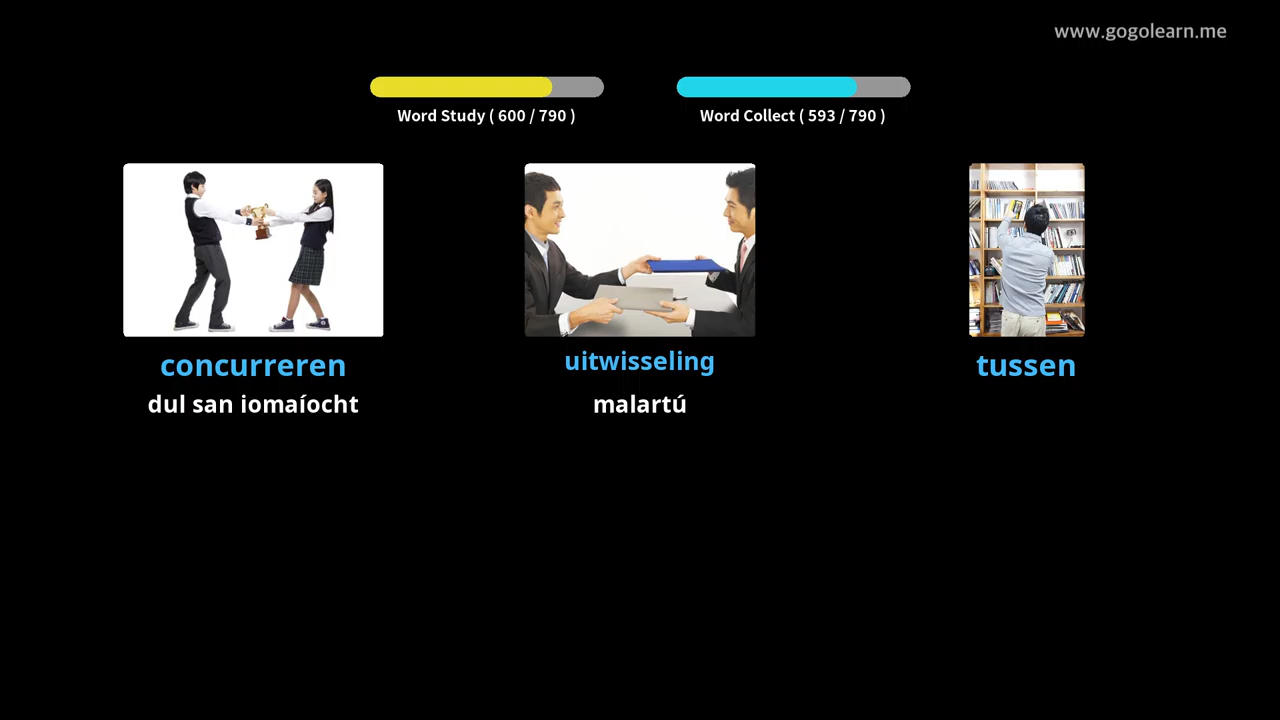 www.gogolearn.me
Word Study ( 600 / 790 )
Word Collect ( 593 / 790 )
concurreren
uitwisseling
tussen
dul san iomaíocht
malartú